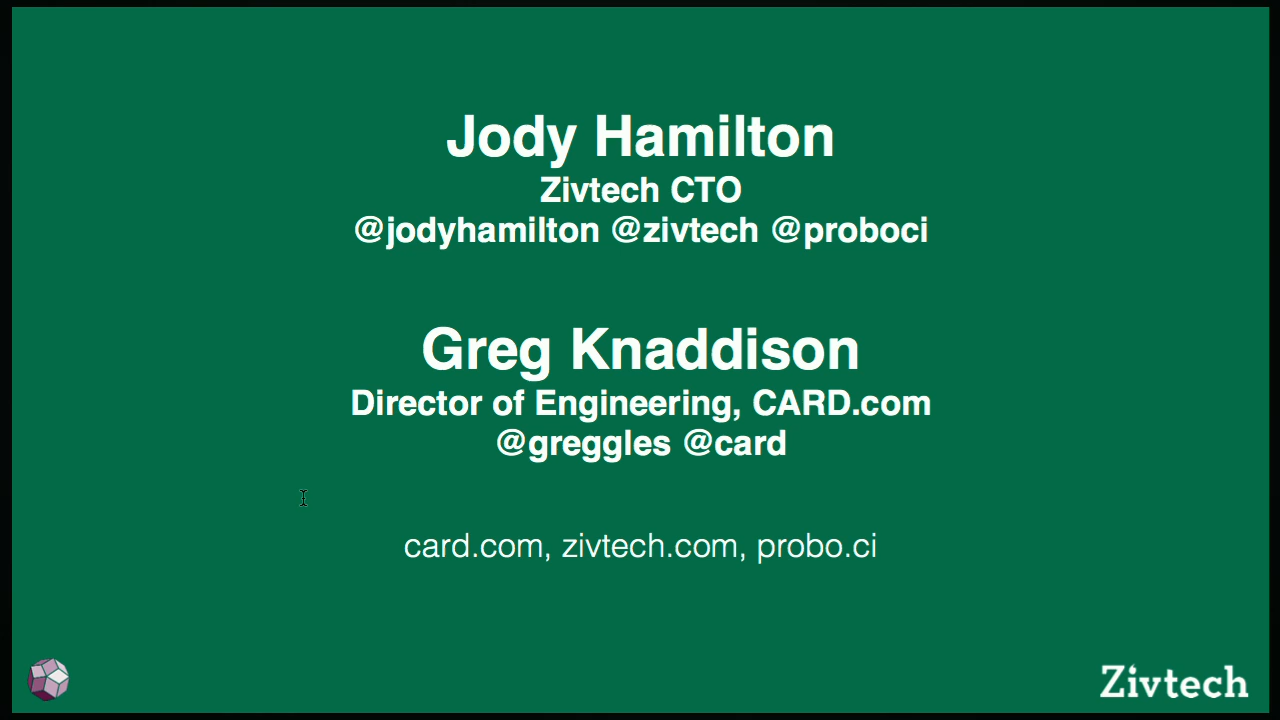 Jody Hamilton
Zivtech CTO
@jodyhamilton @zivtech @proboci
Greg Knaddison
Director of Engineering, CARD.com
@greggles @card
card.com, zivtech.com, probo.ci
Zivtech